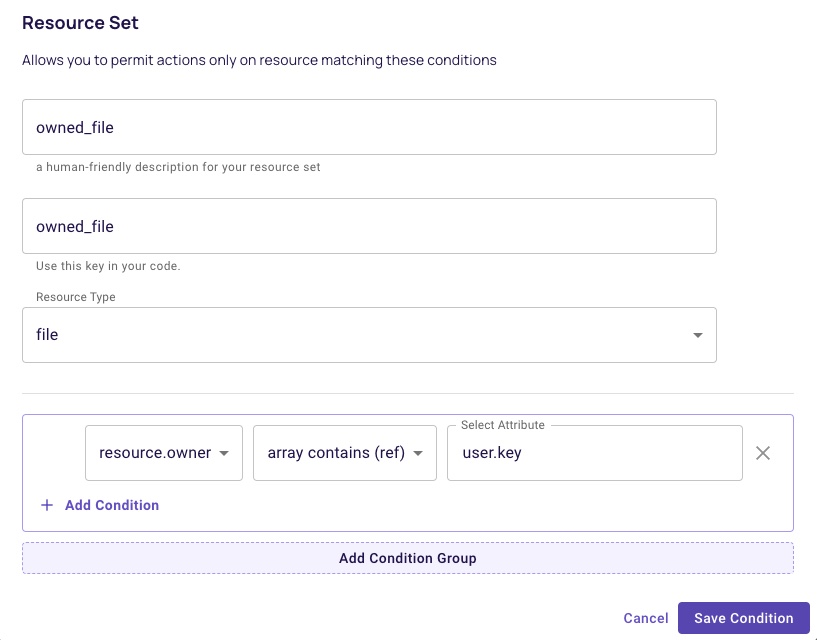 Resource Set
Allows you to permit actions only on resource matching these conditions
owned_file
a human-friendly description for your resource set
owned_file
Use this key in your code.
Resource Type
file
Select Attribute
resource.owner array contains (ref) user.key
+ Add Condition
Add Condition Group
Cancel Save Condition